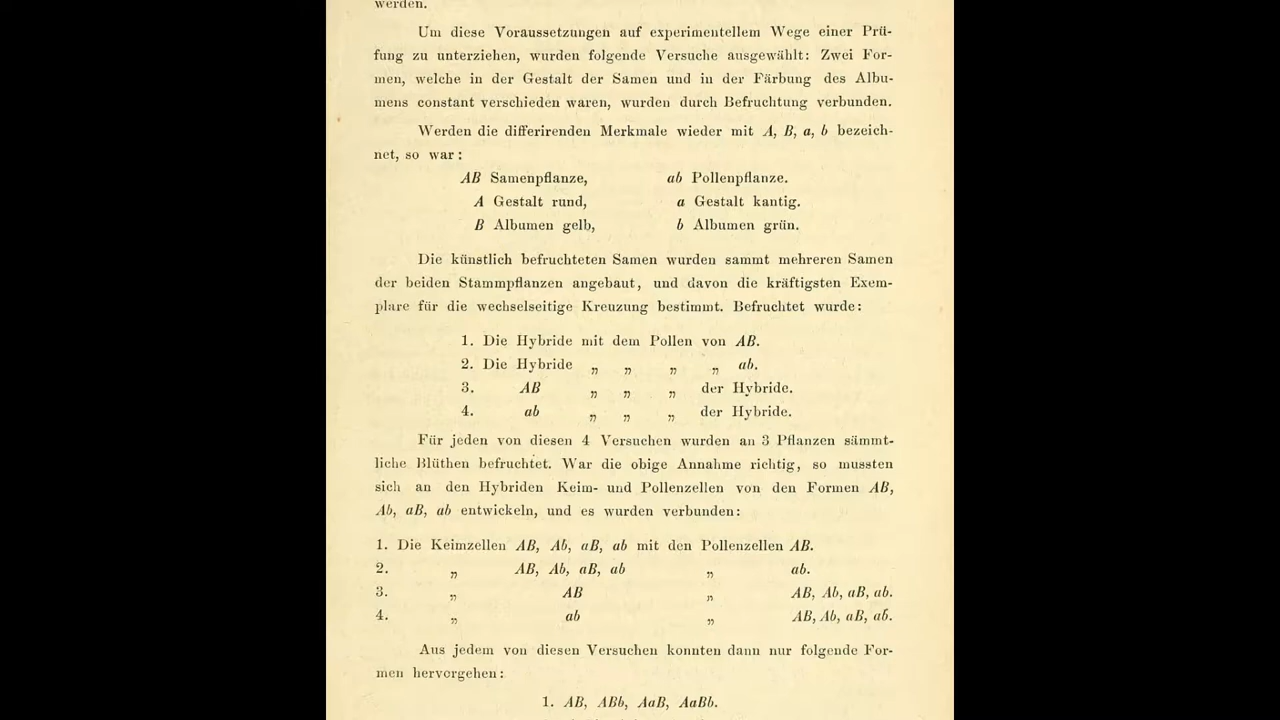 werden.
Um diese Voraussetzungen auf experimentellem Wege einer Prü-
fung zu unterziehen, wurden folgende Versuche ausgewählt: Zwei For-
men, welche in der Gestalt der Samen und in der Färbung des Albu-
mens constant verschieden waren, wurden durch Befruchtung verbunden.
Werden die differirenden Merkmale wieder mit A, B, a, b bezeich-
net, so war:
AB Samenpflanze, ab Pollenpflanze.
A Gestalt rund, a Gestalt kantig.
B Albumen gelb, b Albumen grün.
Die künstlich befruchteten Samen wurden sammt mehreren Samen
der beiden Stammpflanzen angebaut, und davon die kräftigsten Exem-
plare für die wechselseitige Kreuzung bestimmt. Befruchtet wurde:
1. Die Hybride mit dem Pollen von AB.
2. Die Hybride „ „ „ „ ab.
3. AB „ „ „ der Hybride.
4. ab „ „ „ der Hybride.
Für jeden von diesen 4 Versuchen wurden an 3 Pflanzen sämmt-
liche Blüthen befruchtet. War die obige Annahme richtig, so mussten
sich an den Hybriden Keim- und Pollenzellen von den Formen AB,
Ab, aB, ab entwickeln, und es wurden verbunden:
1. Die Keimzellen AB, Ab, aB, ab mit den Pollenzellen AB.
2. „ AB, Ab, aB, ab „ ab.
3. „ AB „ AB, Ab, aB, ab.
4. „ ab „ AB, Ab, aB, ab.
Aus jedem von diesen Versuchen konnten dann nur folgende For-
men hervorgehen:
1. AB, ABb, AaB, AaBb.